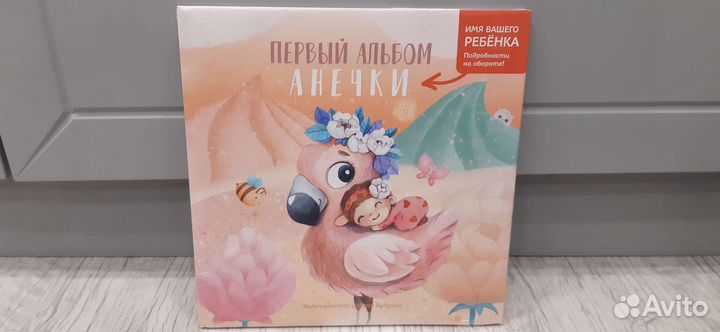 ПЕРВЫЙ АЛЬБОМ
АНЕЧКИ
ИМЯ ВАШЕГО
РЕБЁНКА
Подробности
на обороте!
Avito